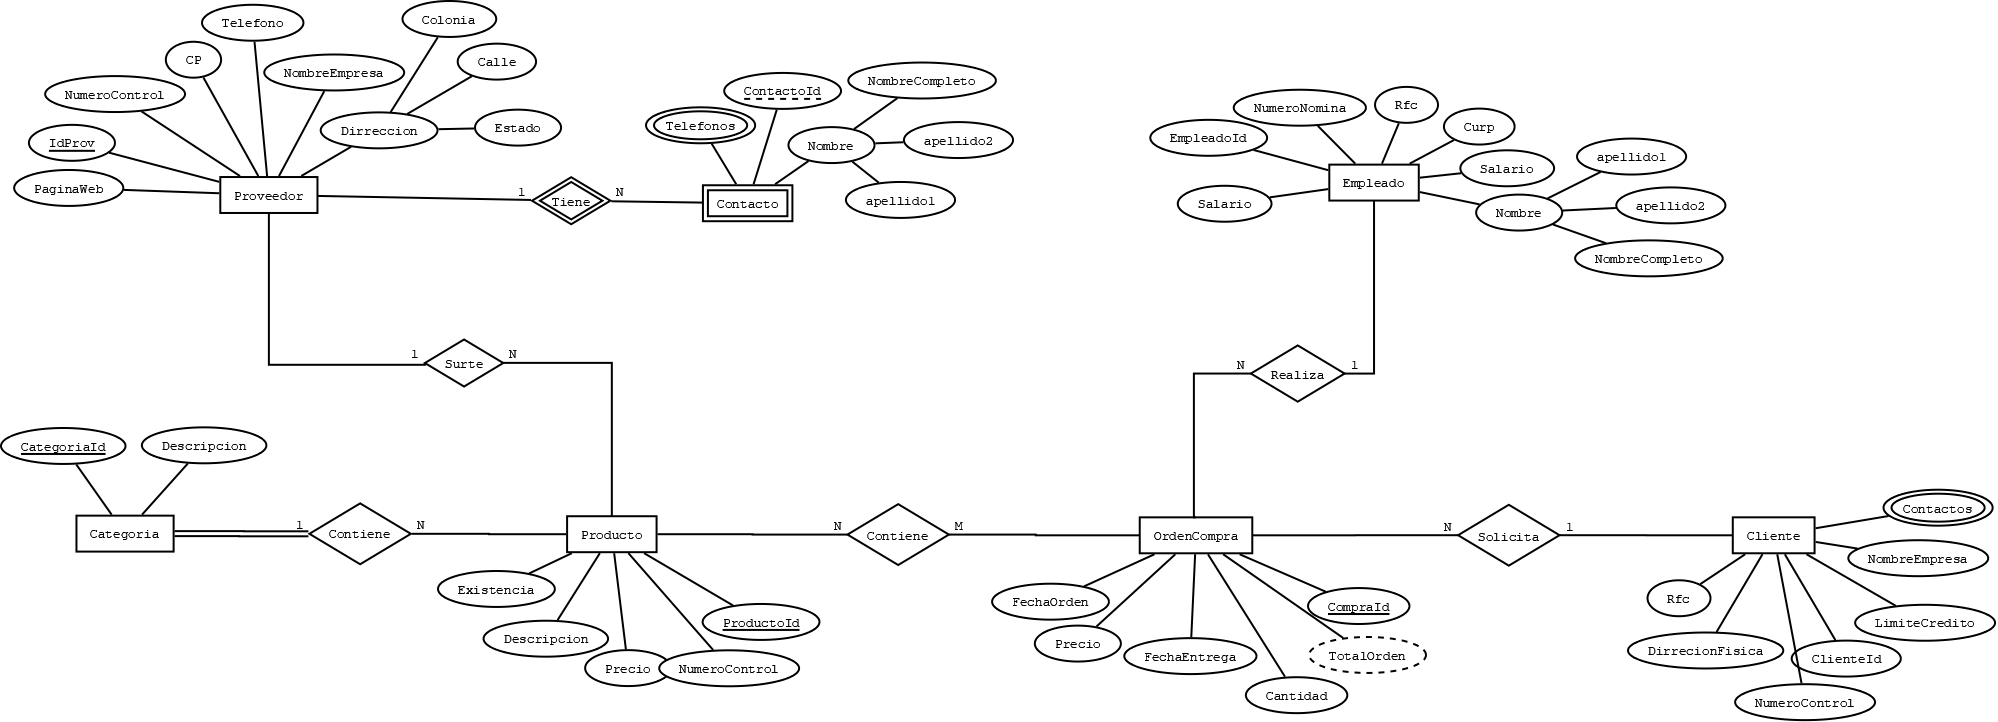 Colonia
Telefono
CP
Calle
NombreEmpresa
NumeroControl
Dirreccion
Estado
IdProv
PaginaWeb
Proveedor
1
Tiene
N
Telefonos
ContactoId
NombreCompleto
Nombre
apellido2
apellido1
Contacto
NumeroNomina
Rfc
Curp
EmpleadoId
Salario
Empleado
Salario
Nombre
apellido1
apellido2
NombreCompleto
1
Surte
N
N
Realiza
1
CategoriaId
Descripcion
Categoria
1
Contiene
N
Producto
N
Contiene
M
OrdenCompra
N
Solicita
1
Cliente
Contactos
NombreEmpresa
Existencia
Descripcion
Precio
NumeroControl
ProductoId
FechaOrden
Precio
FechaEntrega
Cantidad
TotalOrden
CompraId
Rfc
DirrecionFisica
NumeroControl
ClienteId
LimiteCredito